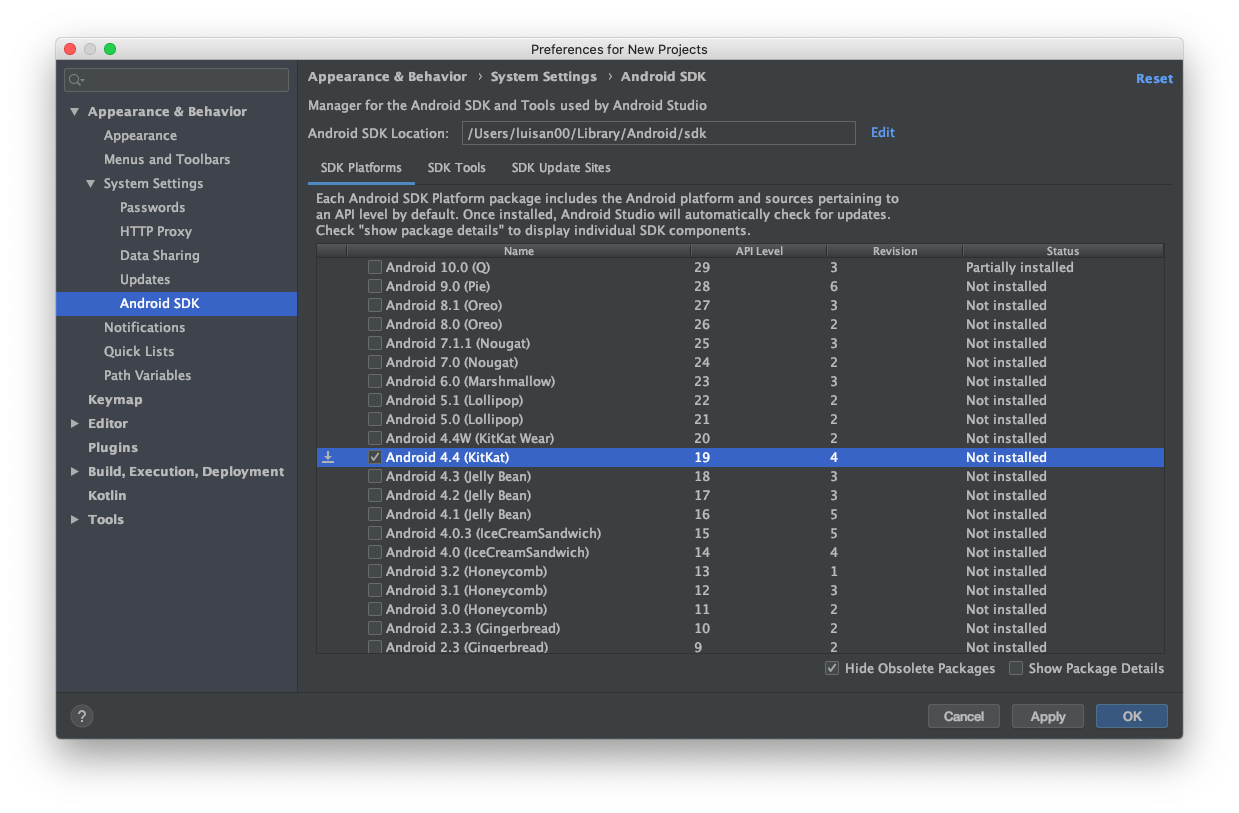 Preferences for New Projects
Appearance & Behavior
Appearance
Menus and Toolbars
System Settings
Passwords
HTTP Proxy
Data Sharing
Updates
Android SDK
Notifications
Quick Lists
Path Variables
Keymap
Editor
Plugins
Build, Execution, Deployment
Kotlin
Tools
Appearance & Behavior › System Settings › Android SDK
Reset
Manager for the Android SDK and Tools used by Android Studio
Android SDK Location: /Users/luisan00/Library/Android/sdk Edit
SDK Platforms SDK Tools SDK Update Sites
Each Android SDK Platform package includes the Android platform and sources pertaining to
an API level by default. Once installed, Android Studio will automatically check for updates.
Check "show package details" to display individual SDK components.
Name API Level Revision Status
Android 10.0 (Q) 29 3 Partially installed
Android 9.0 (Pie) 28 6 Not installed
Android 8.1 (Oreo) 27 3 Not installed
Android 8.0 (Oreo) 26 2 Not installed
Android 7.1.1 (Nougat) 25 3 Not installed
Android 7.0 (Nougat) 24 2 Not installed
Android 6.0 (Marshmallow) 23 3 Not installed
Android 5.1 (Lollipop) 22 2 Not installed
Android 5.0 (Lollipop) 21 2 Not installed
Android 4.4W (KitKat Wear) 20 2 Not installed
Android 4.4 (KitKat) 19 4 Not installed
Android 4.3 (Jelly Bean) 18 3 Not installed
Android 4.2 (Jelly Bean) 17 3 Not installed
Android 4.1 (Jelly Bean) 16 5 Not installed
Android 4.0.3 (IceCreamSandwich) 15 5 Not installed
Android 4.0 (IceCreamSandwich) 14 4 Not installed
Android 3.2 (Honeycomb) 13 1 Not installed
Android 3.1 (Honeycomb) 12 3 Not installed
Android 3.0 (Honeycomb) 11 2 Not installed
Android 2.3.3 (Gingerbread) 10 2 Not installed
Android 2.3 (Gingerbread) 9 2 Not installed
Hide Obsolete Packages Show Package Details
? Cancel Apply OK